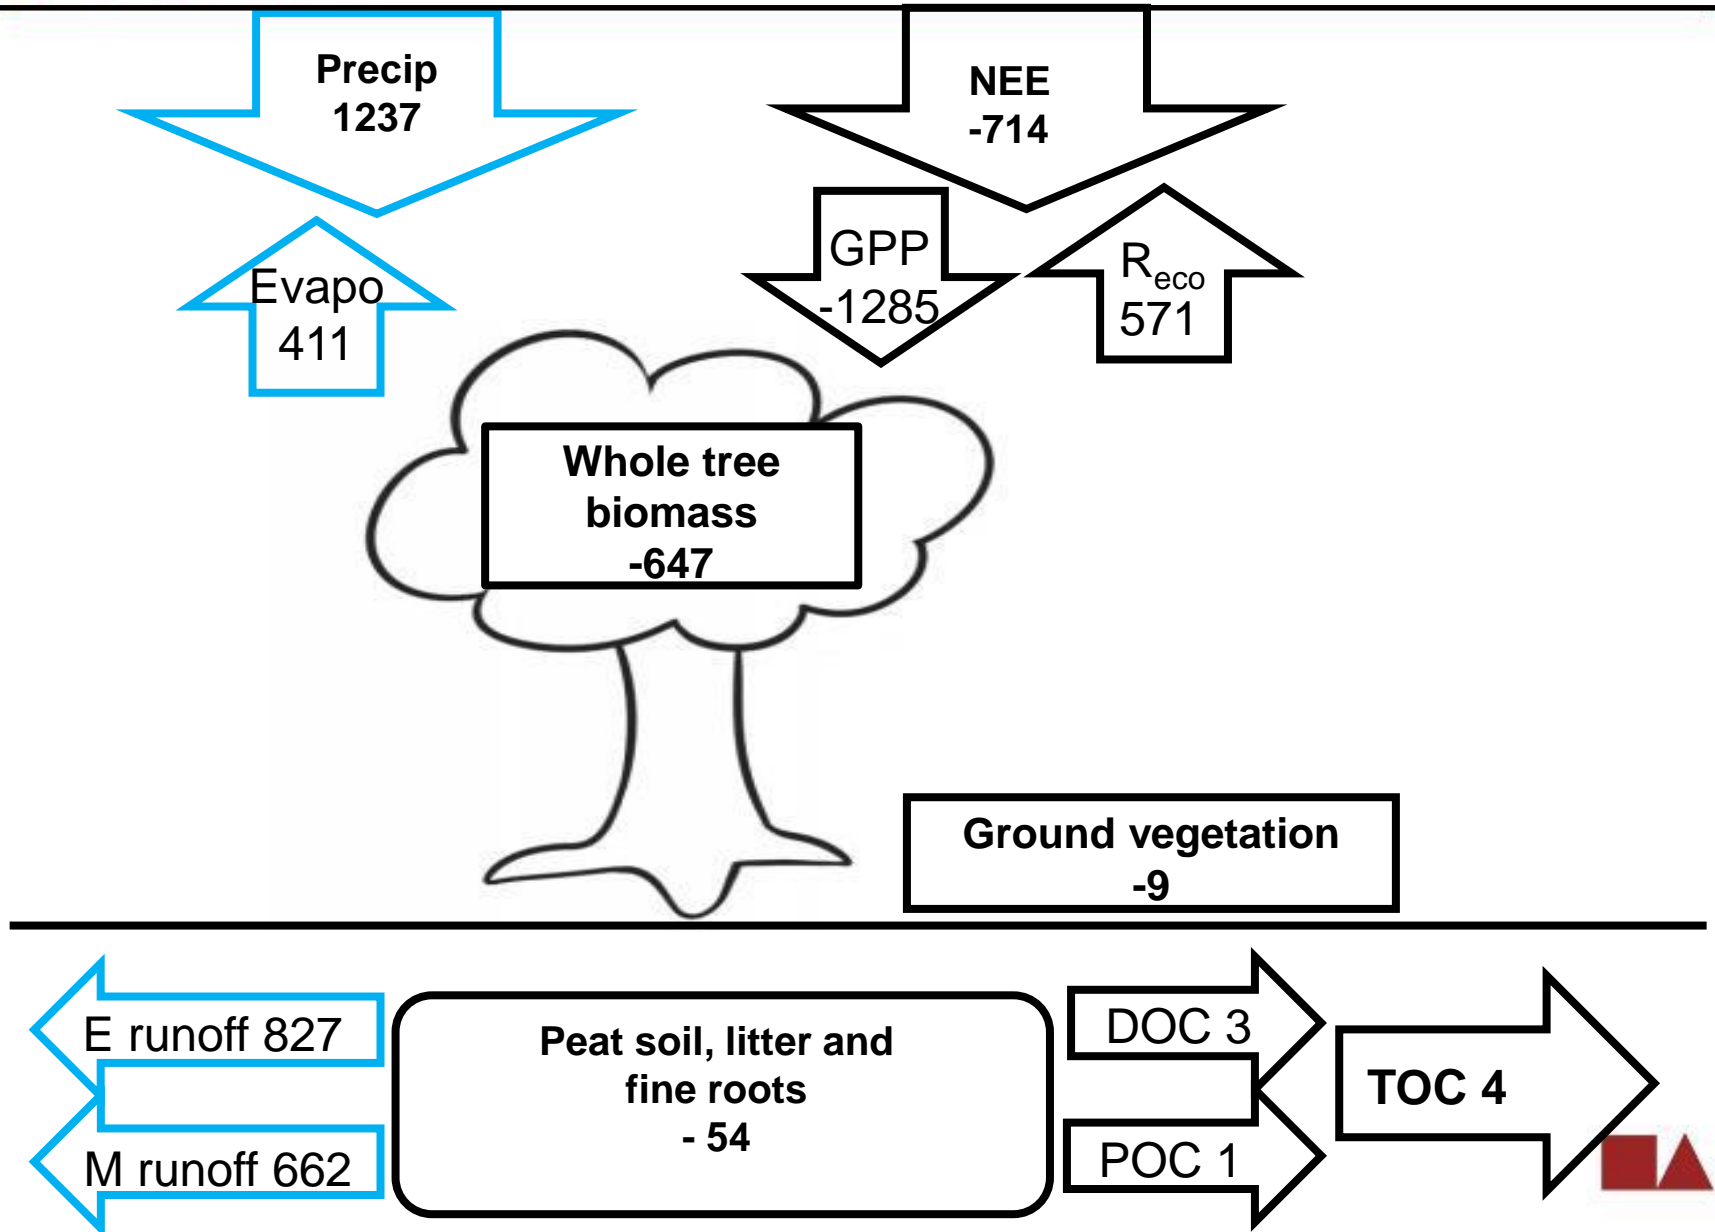 Precip
1237
NEE
-714
Evapo
411
GPP
-1285
Reco
571
Whole tree
biomass
-647
Ground vegetation
-9
E runoff 827
M runoff 662
Peat soil, litter and
fine roots
- 54
DOC 3
POC 1
TOC 4